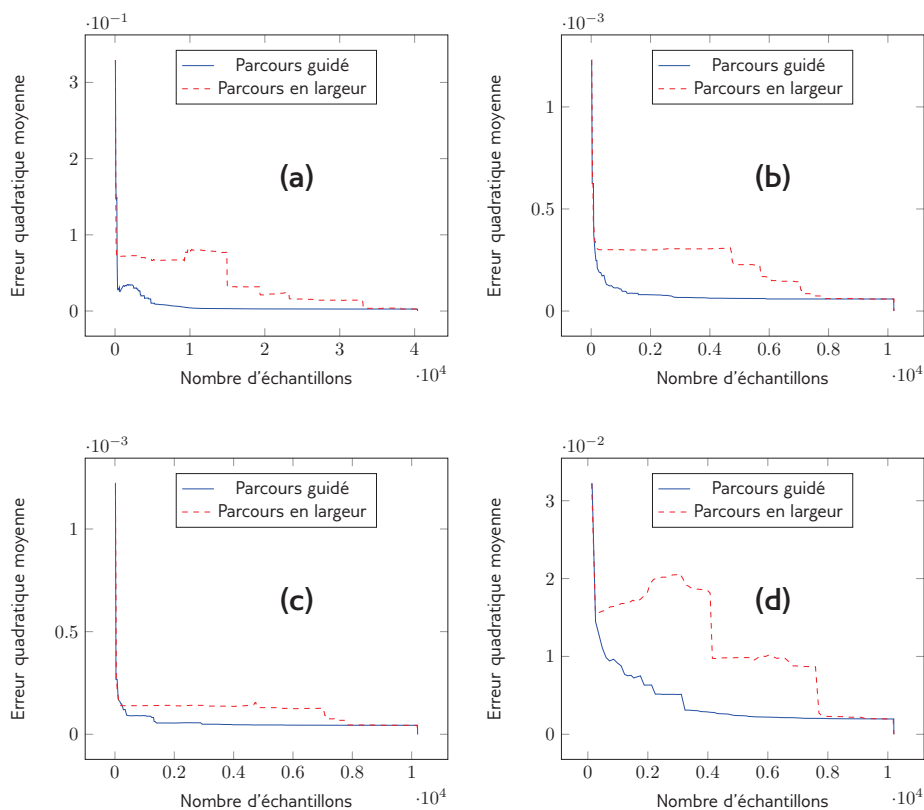 ·10⁻¹
Erreur quadratique moyenne
3
2
1
0
Parcours guidé
Parcours en largeur
(a)
0 1 2 3 4
Nombre d'échantillons
·10⁴
·10⁻³
Erreur quadratique moyenne
1
0.5
0
Parcours guidé
Parcours en largeur
(b)
0 0.2 0.4 0.6 0.8 1
Nombre d'échantillons
·10⁴
·10⁻³
Erreur quadratique moyenne
1
0.5
0
Parcours guidé
Parcours en largeur
(c)
0 0.2 0.4 0.6 0.8 1
Nombre d'échantillons
·10⁴
·10⁻²
Erreur quadratique moyenne
3
2
1
0
Parcours guidé
Parcours en largeur
(d)
0 0.2 0.4 0.6 0.8 1
Nombre d'échantillons
·10⁴